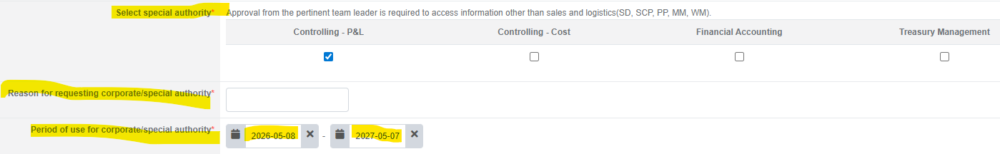 Select special authority* Approval from the pertinent team leader is required to access information other than sales and logistics(SD, SCP, PP, MM, WM).
Controlling - P&L Controlling - Cost Financial Accounting Treasury Management
Reason for requesting corporate/special authority*
Period of use for corporate/special authority* 2026-05-08 - 2027-05-07